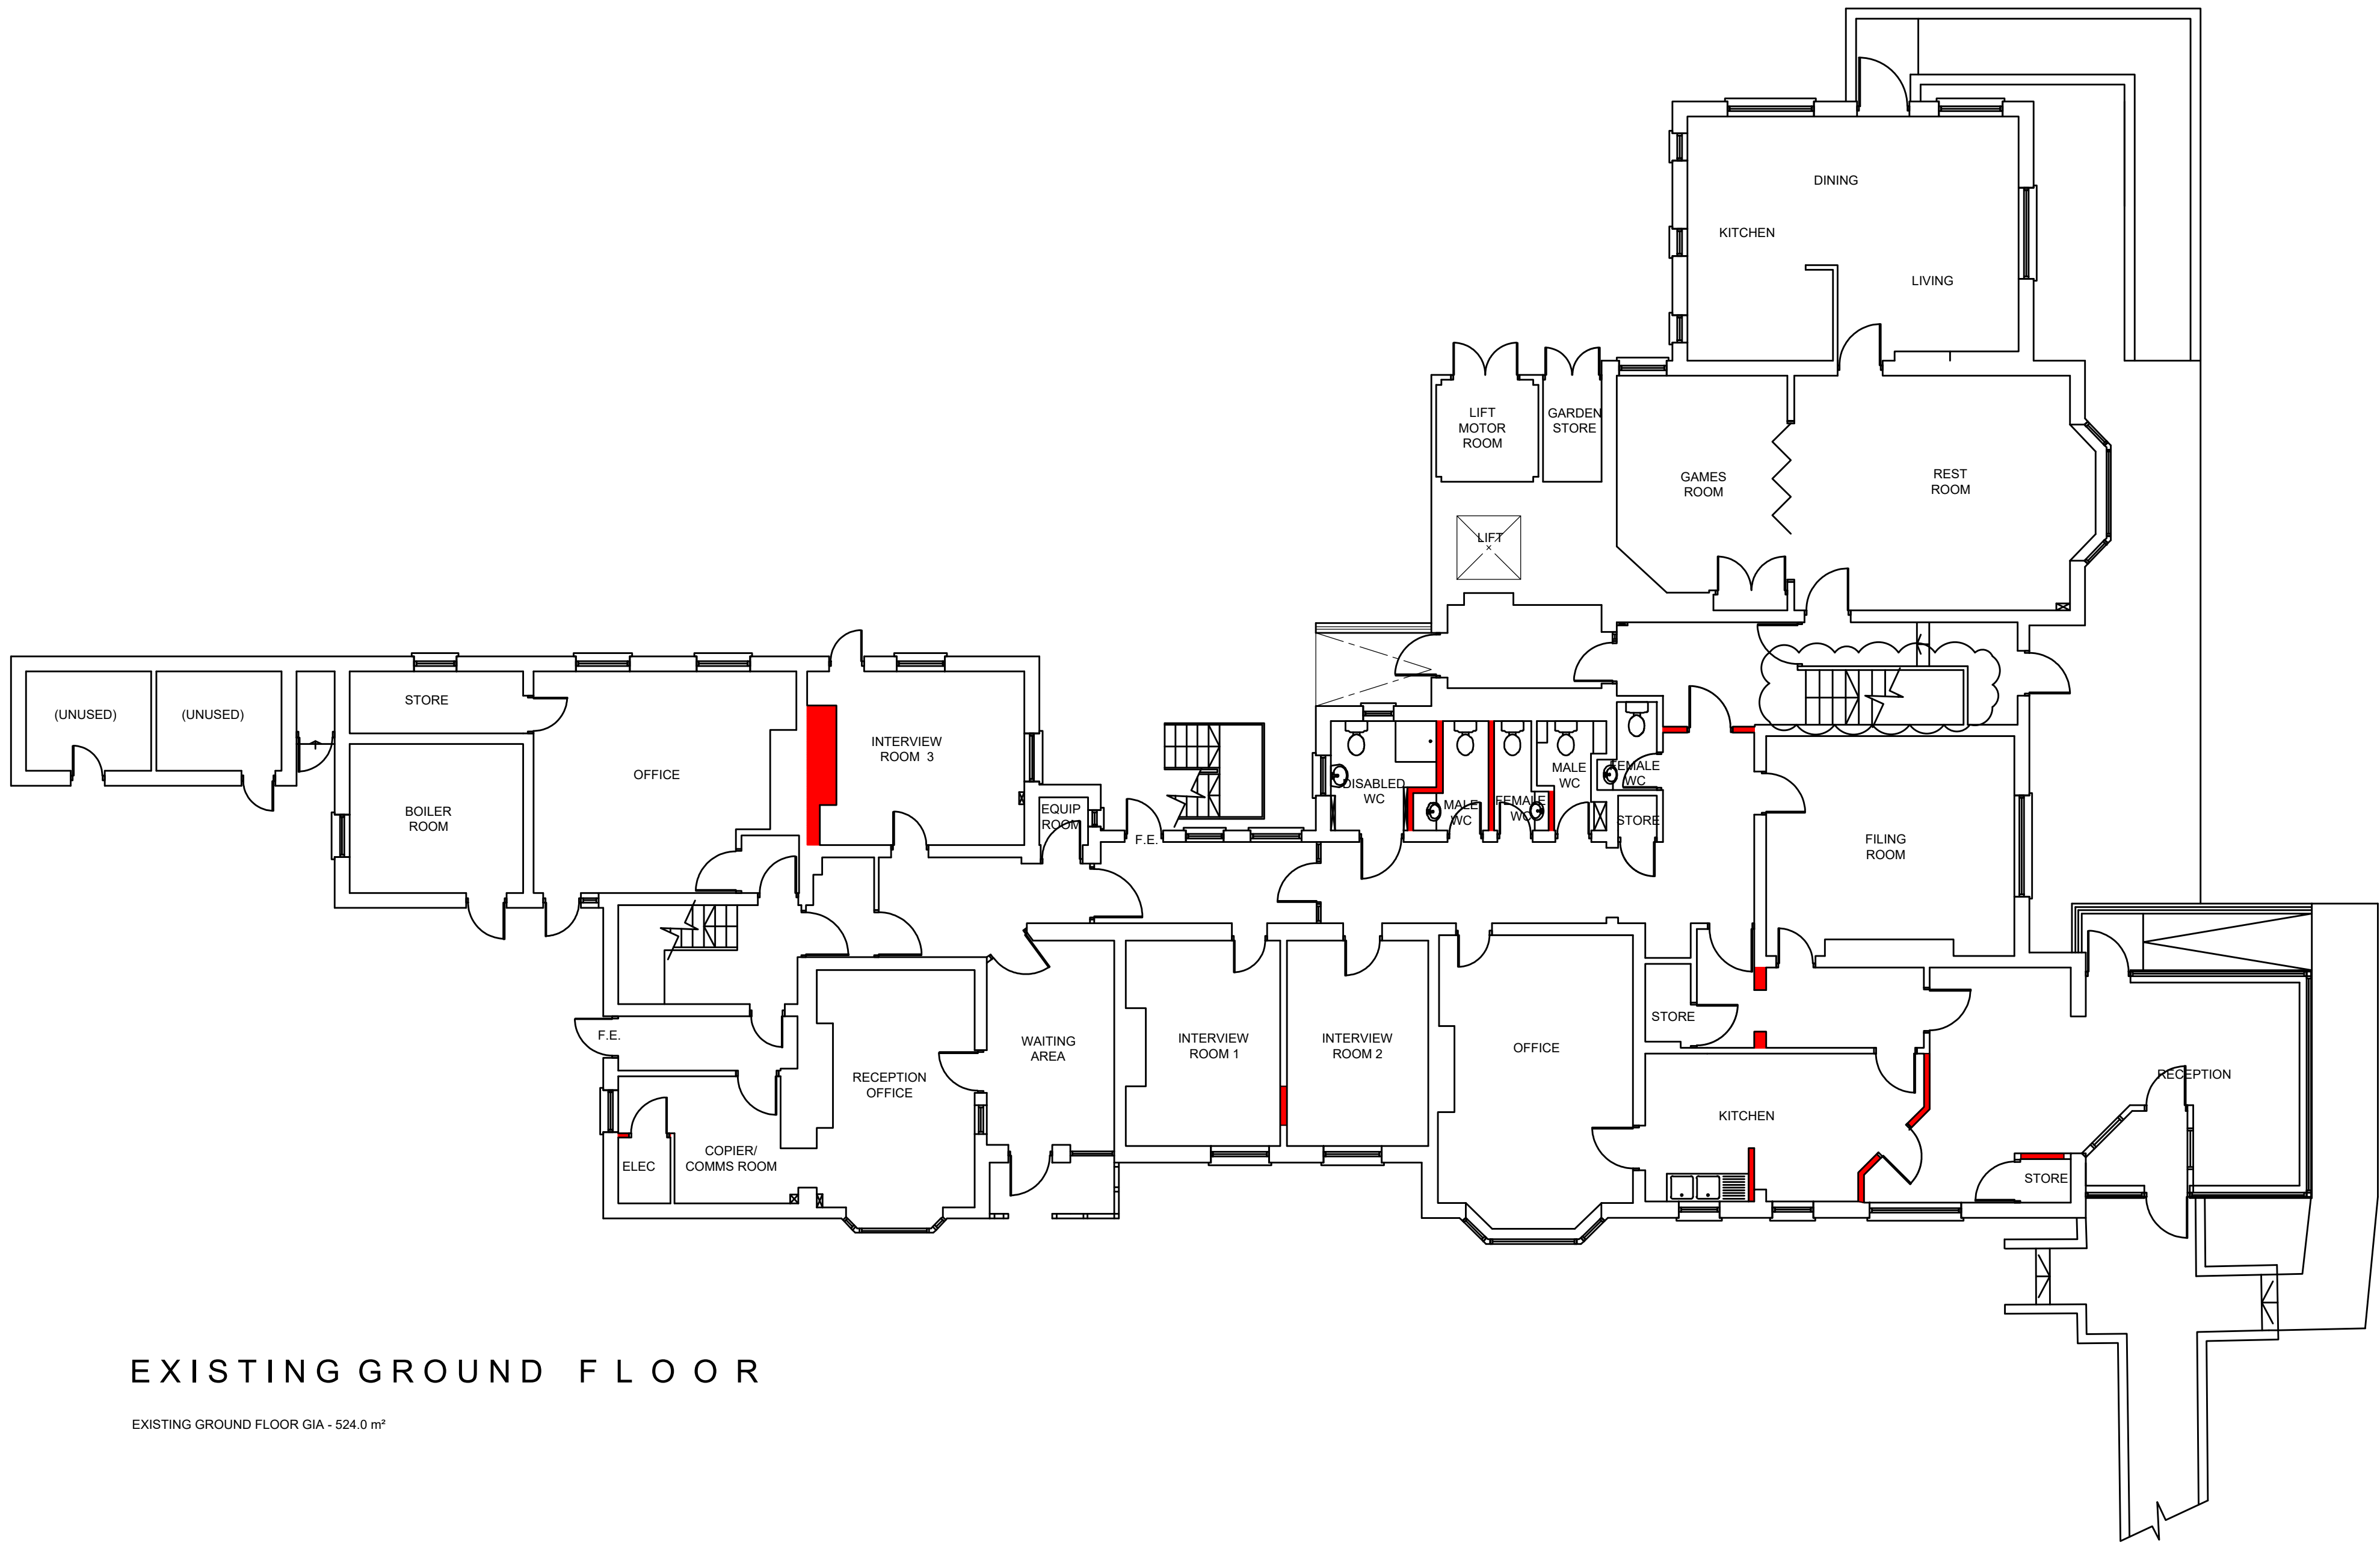 DINING
KITCHEN
LIVING
LIFT
MOTOR
ROOM
GARDEN
STORE
GAMES
ROOM
REST
ROOM
LIFT
(UNUSED)
(UNUSED)
STORE
OFFICE
INTERVIEW
ROOM 3
BOILER
ROOM
EQUIP
ROOM
F.E.
DISABLED
WC
MALE
WC
FEMALE
WC
MALE
WC
FEMALE
WC
STORE
FILING
ROOM
F.E.
RECEPTION
OFFICE
WAITING
AREA
INTERVIEW
ROOM 1
INTERVIEW
ROOM 2
OFFICE
STORE
KITCHEN
RECEPTION
STORE
ELEC
COPIER/
COMMS ROOM
EXISTING GROUND FLOOR
EXISTING GROUND FLOOR GIA - 524.0 m²